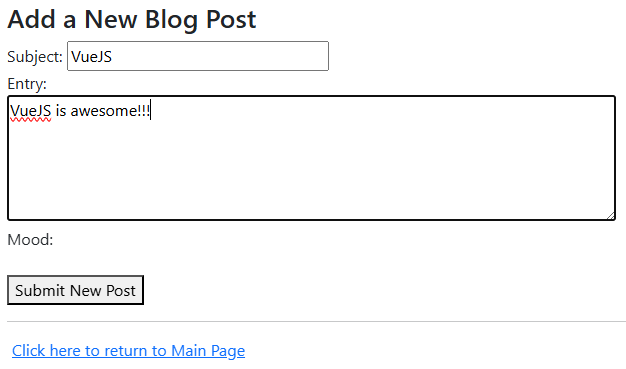 Add a New Blog Post
Subject: VueJS
Entry:
VueJS is awesome!!!
Mood:
Submit New Post
Click here to return to Main Page